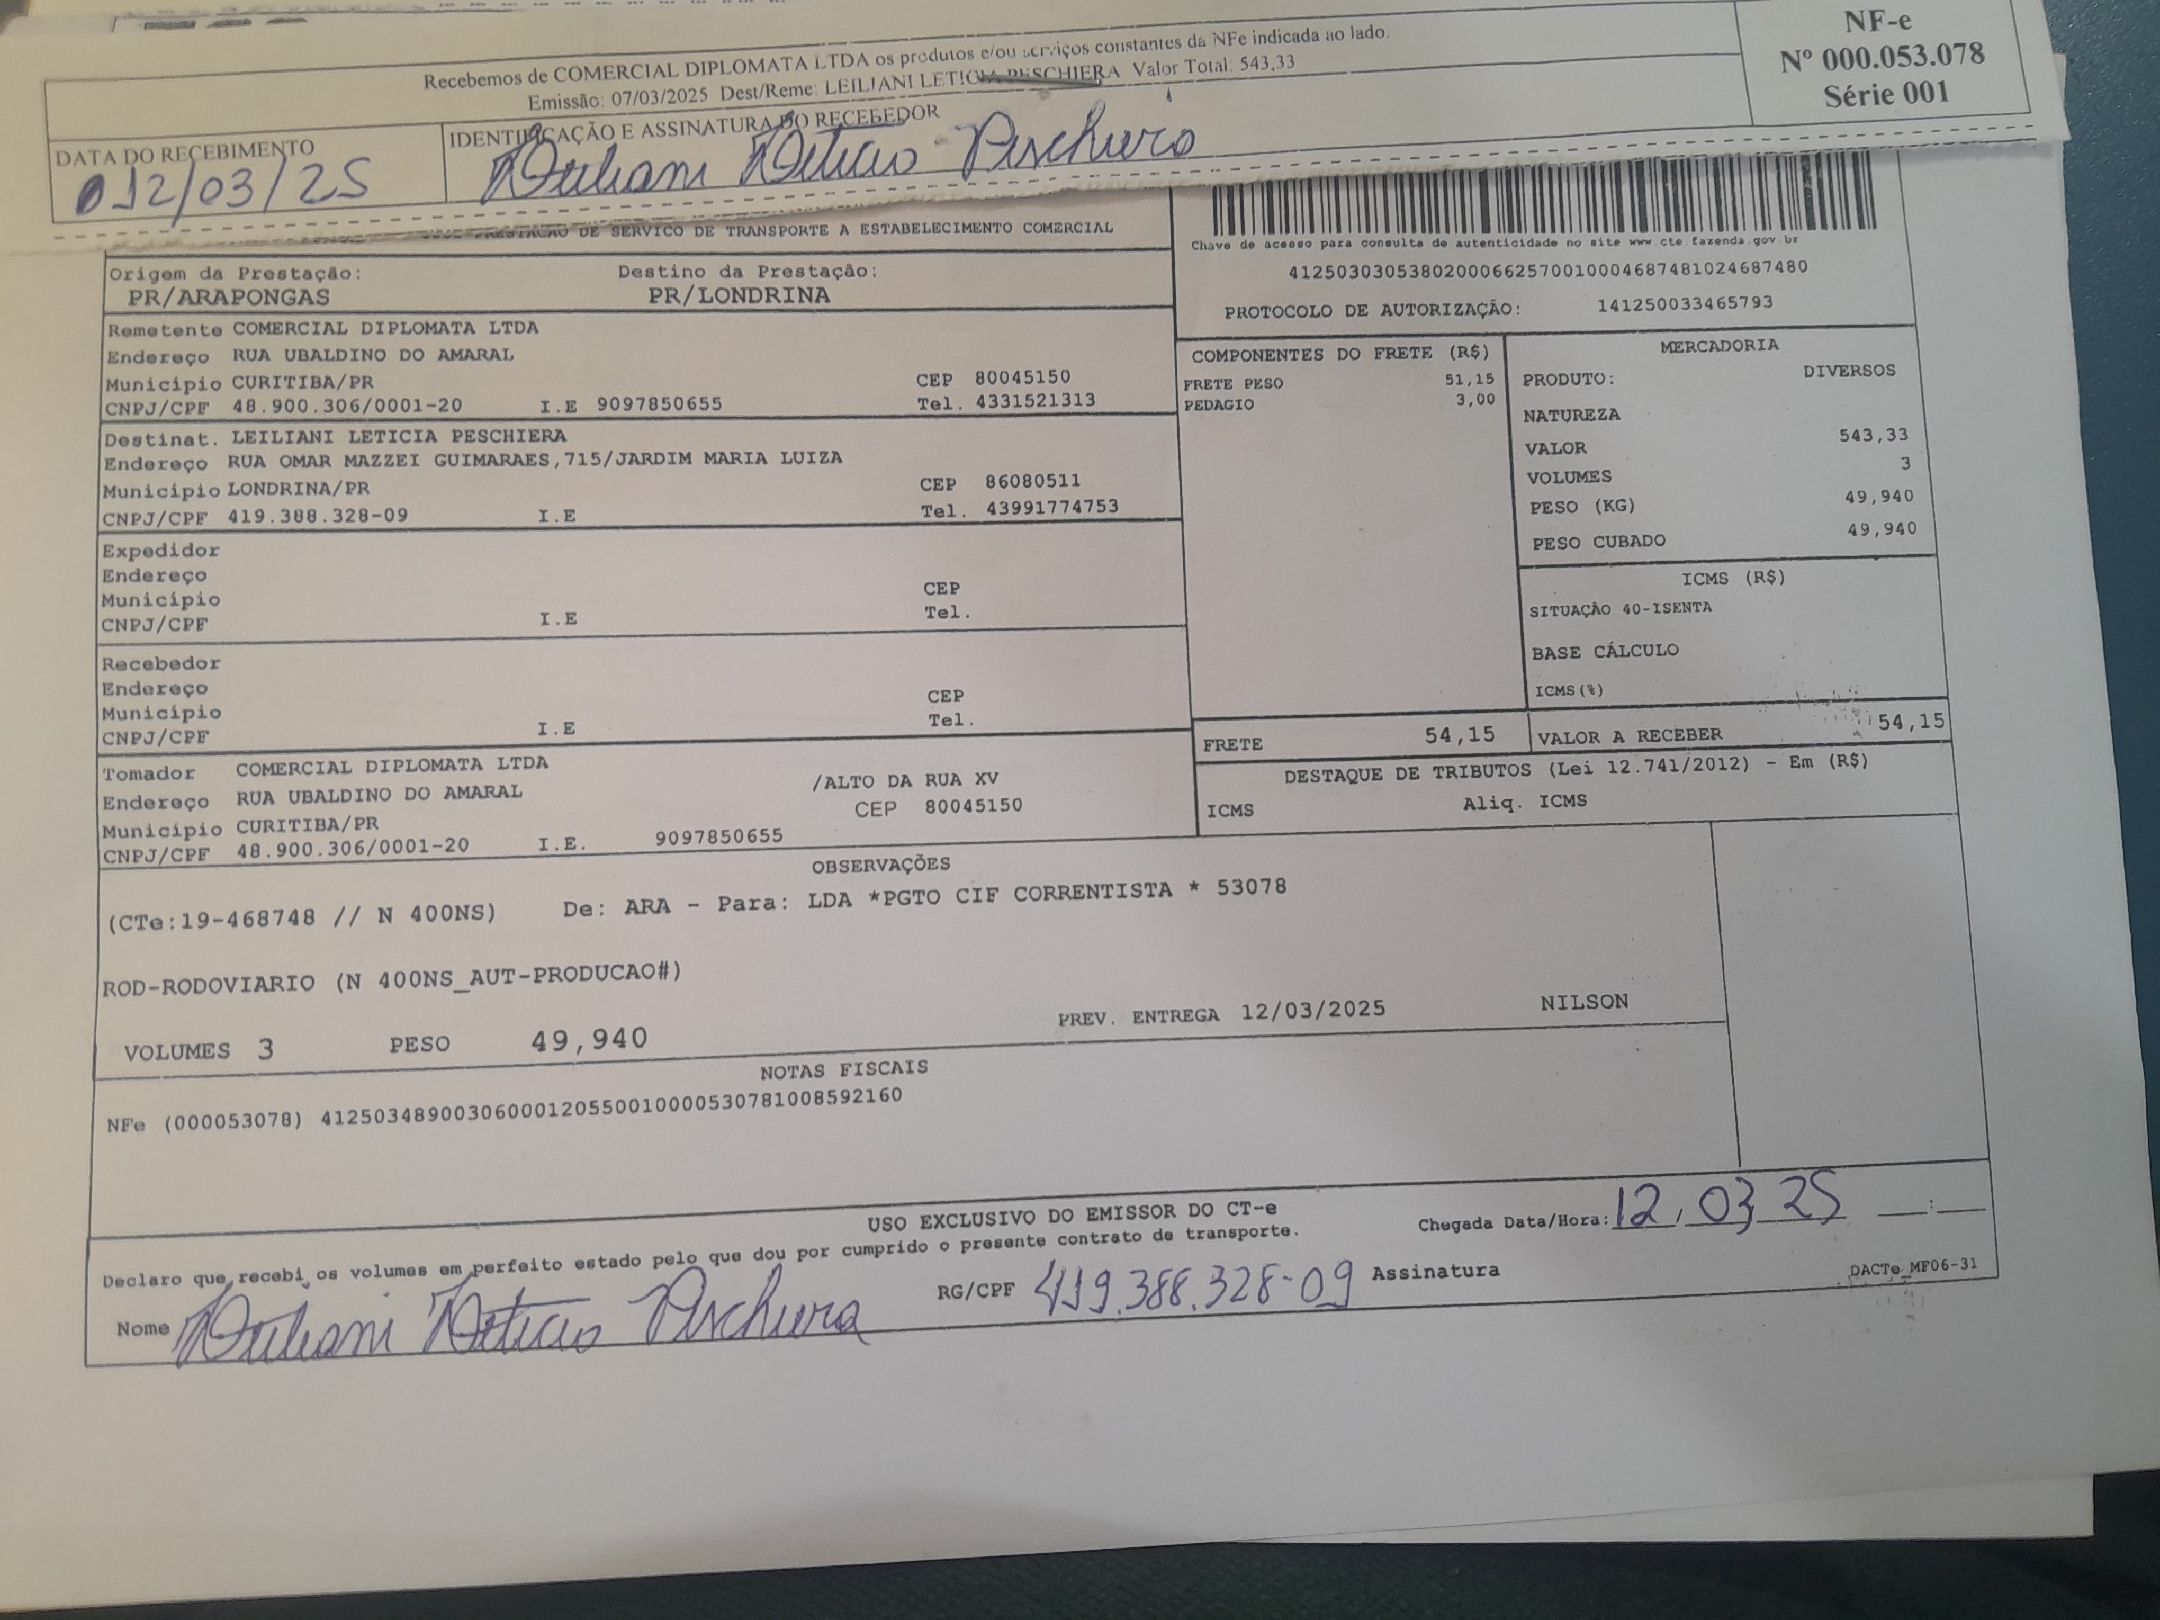 Recebemos de COMERCIAL DIPLOMATA LTDA os produtos e/ou serviços constantes da NFe indicada ao lado.
Emissão: 07/03/2025 Dest/Reme: LEILIANI LETICIA PESCHIERA Valor Total: 543,33
NF-e
Nº 000.053.078
Série 001
DATA DO RECEBIMENTO
12/03/25
IDENTIFICAÇÃO E ASSINATURA DO RECEBEDOR
Leiliani Leticia Peschiera
PRESTACAO DE SERVICO DE TRANSPORTE A ESTABELECIMENTO COMERCIAL
Chave de acesso para consulta de autenticidade no site www.cte.fazenda.gov.br
41250303053802000662570010004687481024687480
PROTOCOLO DE AUTORIZAÇÃO: 141250033465793
Origem da Prestação: Destino da Prestação:
PR/ARAPONGAS PR/LONDRINA
Remetente COMERCIAL DIPLOMATA LTDA
Endereço RUA UBALDINO DO AMARAL
Município CURITIBA/PR CEP 80045150
CNPJ/CPF 48.900.306/0001-20 I.E 9097850655 Tel. 4331521313
Destinat. LEILIANI LETICIA PESCHIERA
Endereço RUA OMAR MAZZEI GUIMARAES,715/JARDIM MARIA LUIZA
Município LONDRINA/PR CEP 86080511
CNPJ/CPF 419.388.328-09 I.E Tel. 43991774753
Expedidor
Endereço
Município CEP
CNPJ/CPF I.E Tel.
Recebedor
Endereço
Município CEP
CNPJ/CPF I.E Tel.
Tomador COMERCIAL DIPLOMATA LTDA
Endereço RUA UBALDINO DO AMARAL /ALTO DA RUA XV
Município CURITIBA/PR CEP 80045150
CNPJ/CPF 48.900.306/0001-20 I.E. 9097850655
COMPONENTES DO FRETE (R$)
FRETE PESO 51,15
PEDAGIO 3,00
MERCADORIA
PRODUTO: DIVERSOS
NATUREZA
VALOR 543,33
VOLUMES 3
PESO (KG) 49,940
PESO CUBADO 49,940
ICMS (R$)
SITUAÇÃO 40-ISENTA
BASE CÁLCULO
ICMS(%)
FRETE 54,15 VALOR A RECEBER 54,15
DESTAQUE DE TRIBUTOS (Lei 12.741/2012) - Em (R$)
ICMS Aliq. ICMS
OBSERVAÇÕES
(CTe:19-468748 // N 400NS) De: ARA - Para: LDA *PGTO CIF CORRENTISTA * 53078
ROD-RODOVIARIO (N 400NS_AUT-PRODUCAO#)
VOLUMES 3 PESO 49,940 PREV. ENTREGA 12/03/2025 NILSON
NOTAS FISCAIS
NFe (000053078) 41250348900306000120550010000530781008592160
USO EXCLUSIVO DO EMISSOR DO CT-e
Declaro que recebi os volumes em perfeito estado pelo que dou por cumprido o presente contrato de transporte.
Chegada Data/Hora: 12/03 25 __:__
Nome Leiliani Leticia Peschiera RG/CPF 419.388.328-09 Assinatura
DACTe_MF06-31